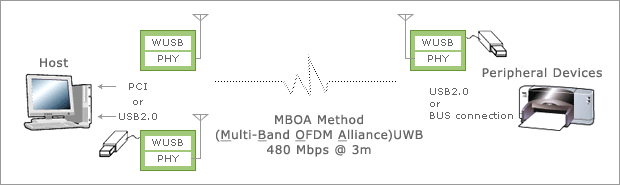 WUSB
PHY
Host
PCI
or
USB2.0
WUSB
PHY
MBOA Method
(Multi-Band OFDM Alliance)UWB
480 Mbps @ 3m
WUSB
PHY
Peripheral Devices
USB2.0
or
BUS connection